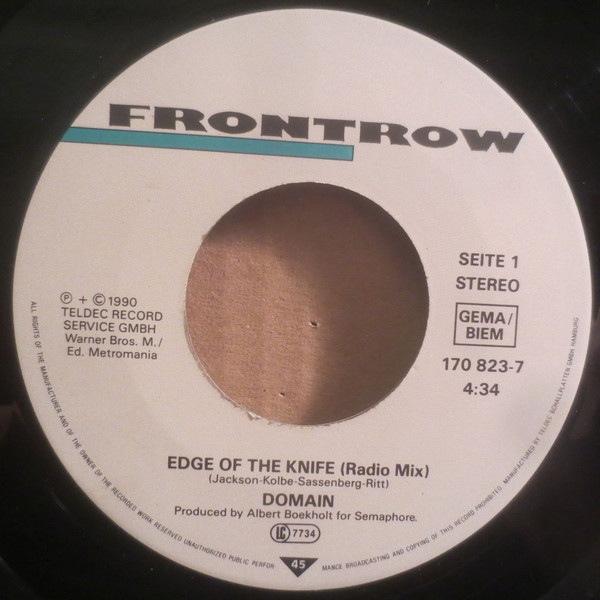 FRONTROW
SEITE 1
STEREO
GEMA/
BIEM
170 823-7
4:34
℗ + © 1990
TELDEC RECORD
SERVICE GMBH
Warner Bros. M./
Ed. Metromania
EDGE OF THE KNIFE (Radio Mix)
(Jackson-Kolbe-Sassenberg-Ritt)
DOMAIN
Produced by Albert Boekholt for Semaphore.
LC 7734
45
ALL RIGHTS OF THE MANUFACTURER AND OF THE OWNER OF THE RECORDED WORK RESERVED UNAUTHORIZED PUBLIC PERFOR MANCE BROADCASTING AND COPYING OF THIS RECORD PROHIBITED. MANUFACTURED BY TELDEC SCHALLPLATTEN GMBH HAMBURG